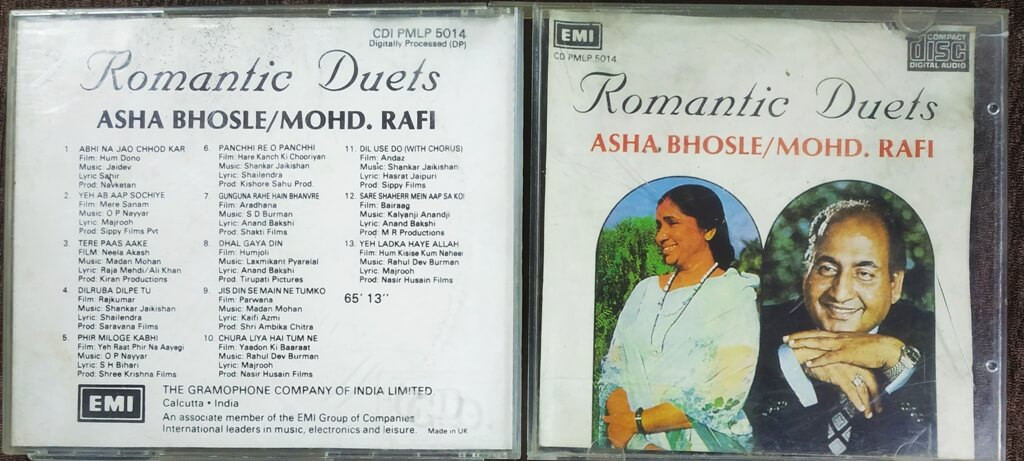 CDI PMLP 5014
Digitally Processed (DP)
Romantic Duets
ASHA BHOSLE/MOHD. RAFI
1. ABHI NA JAO CHHOD KAR
Film: Hum Dono
Music: Jaidev
Lyric: Sahir
Prod: Navketan
2. YEH AB AAP SOCHIYE
Film: Mere Sanam
Music: O P Nayyar
Lyric: Majrooh
Prod: Sippy Films Pvt
3. TERE PAAS AAKE
FILM: Neela Akash
Music: Madan Mohan
Lyric: Raja Mehdi/Ali Khan
Prod: Kiran Productions
4. DILRUBA DILPE TU
Film: Rajkumar
Music: Shankar Jaikishan
Lyric: Shailendra
Prod: Saravana Films
5. PHIR MILOGE KABHI
Film: Yeh Raat Phir Na Aayegi
Music: O P Nayyar
Lyric: S H Bihari
Prod: Shree Krishna Films
6. PANCHHI RE O PANCHHI
Film: Hare Kanch Ki Chooriyan
Music: Shankar Jaikishan
Lyric: Shailendra
Prod: Kishore Sahu Prod.
7. GUNGUNA RAHE HAIN BHANVRE
Film: Aradhana
Music: S D Burman
Lyric: Anand Bakshi
Prod: Shakti Films
8. DHAL GAYA DIN
Film: Humjoli
Music: Laxmikant Pyarelal
Lyric: Anand Bakshi
Prod: Tirupati Pictures
9. JIS DIN SE MAIN NE TUMKO
Film: Parwana
Music: Madan Mohan
Lyric: Kaifi Azmi
Prod: Shri Ambika Chitra
10. CHURA LIYA HAI TUM NE
Film: Yaadon Ki Baaraat
Music: Rahul Dev Burman
Lyric: Majrooh
Prod: Nasir Husain Films
11. DIL USE DO (WITH CHORUS)
Film: Andaz
Music: Shankar Jaikishan
Lyric: Hasrat Jaipuri
Prod: Sippy Films
12. SARE SHAHERR MEIN AAP SA KOI
Film: Bairaag
Music: Kalyanji Anandji
Lyric: Anand Bakshi
Prod: M R Productions
13. YEH LADKA HAYE ALLAH
Film: Hum Kisise Kum Nahee
Music: Rahul Dev Burman
Lyric: Majrooh
Prod: Nasir Husain Films
65' 13''
EMI
THE GRAMOPHONE COMPANY OF INDIA LIMITED
Calcutta • India
An associate member of the EMI Group of Companies
International leaders in music, electronics and leisure.
Made in UK
EMI
CD PMLP 5014
COMPACT
disc
DIGITAL AUDIO
Romantic Duets
ASHA BHOSLE/MOHD. RAFI